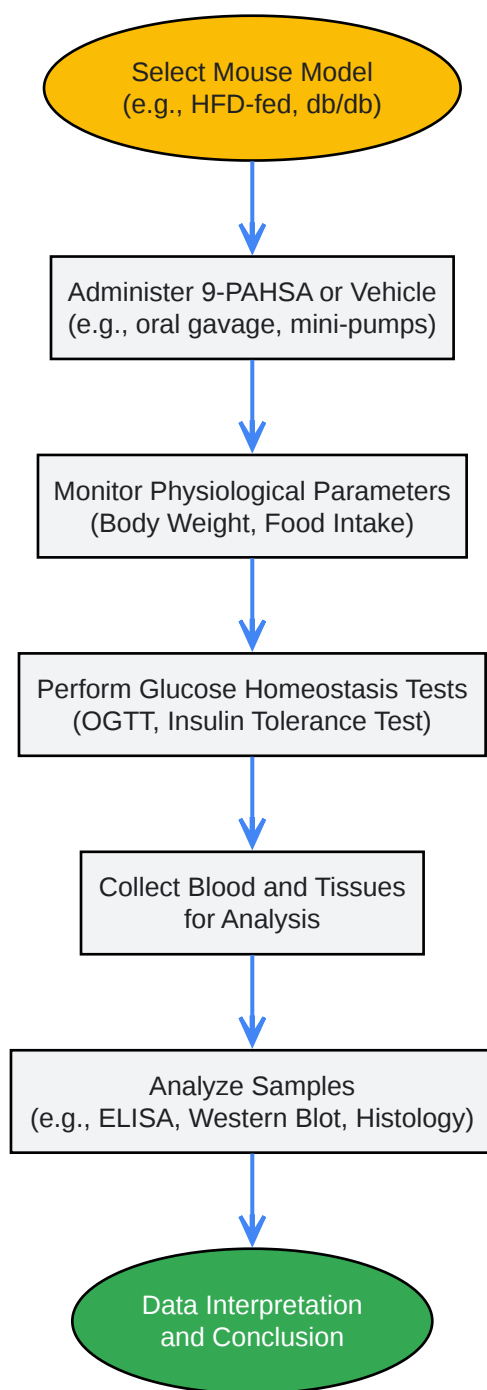 Select Mouse Model
(e.g., HFD-fed, db/db)
Administer 9-PAHSA or Vehicle
(e.g., oral gavage, mini-pumps)
Monitor Physiological Parameters
(Body Weight, Food Intake)
Perform Glucose Homeostasis Tests
(OGTT, Insulin Tolerance Test)
Collect Blood and Tissues
for Analysis
Analyze Samples
(e.g., ELISA, Western Blot, Histology)
Data Interpretation
and Conclusion